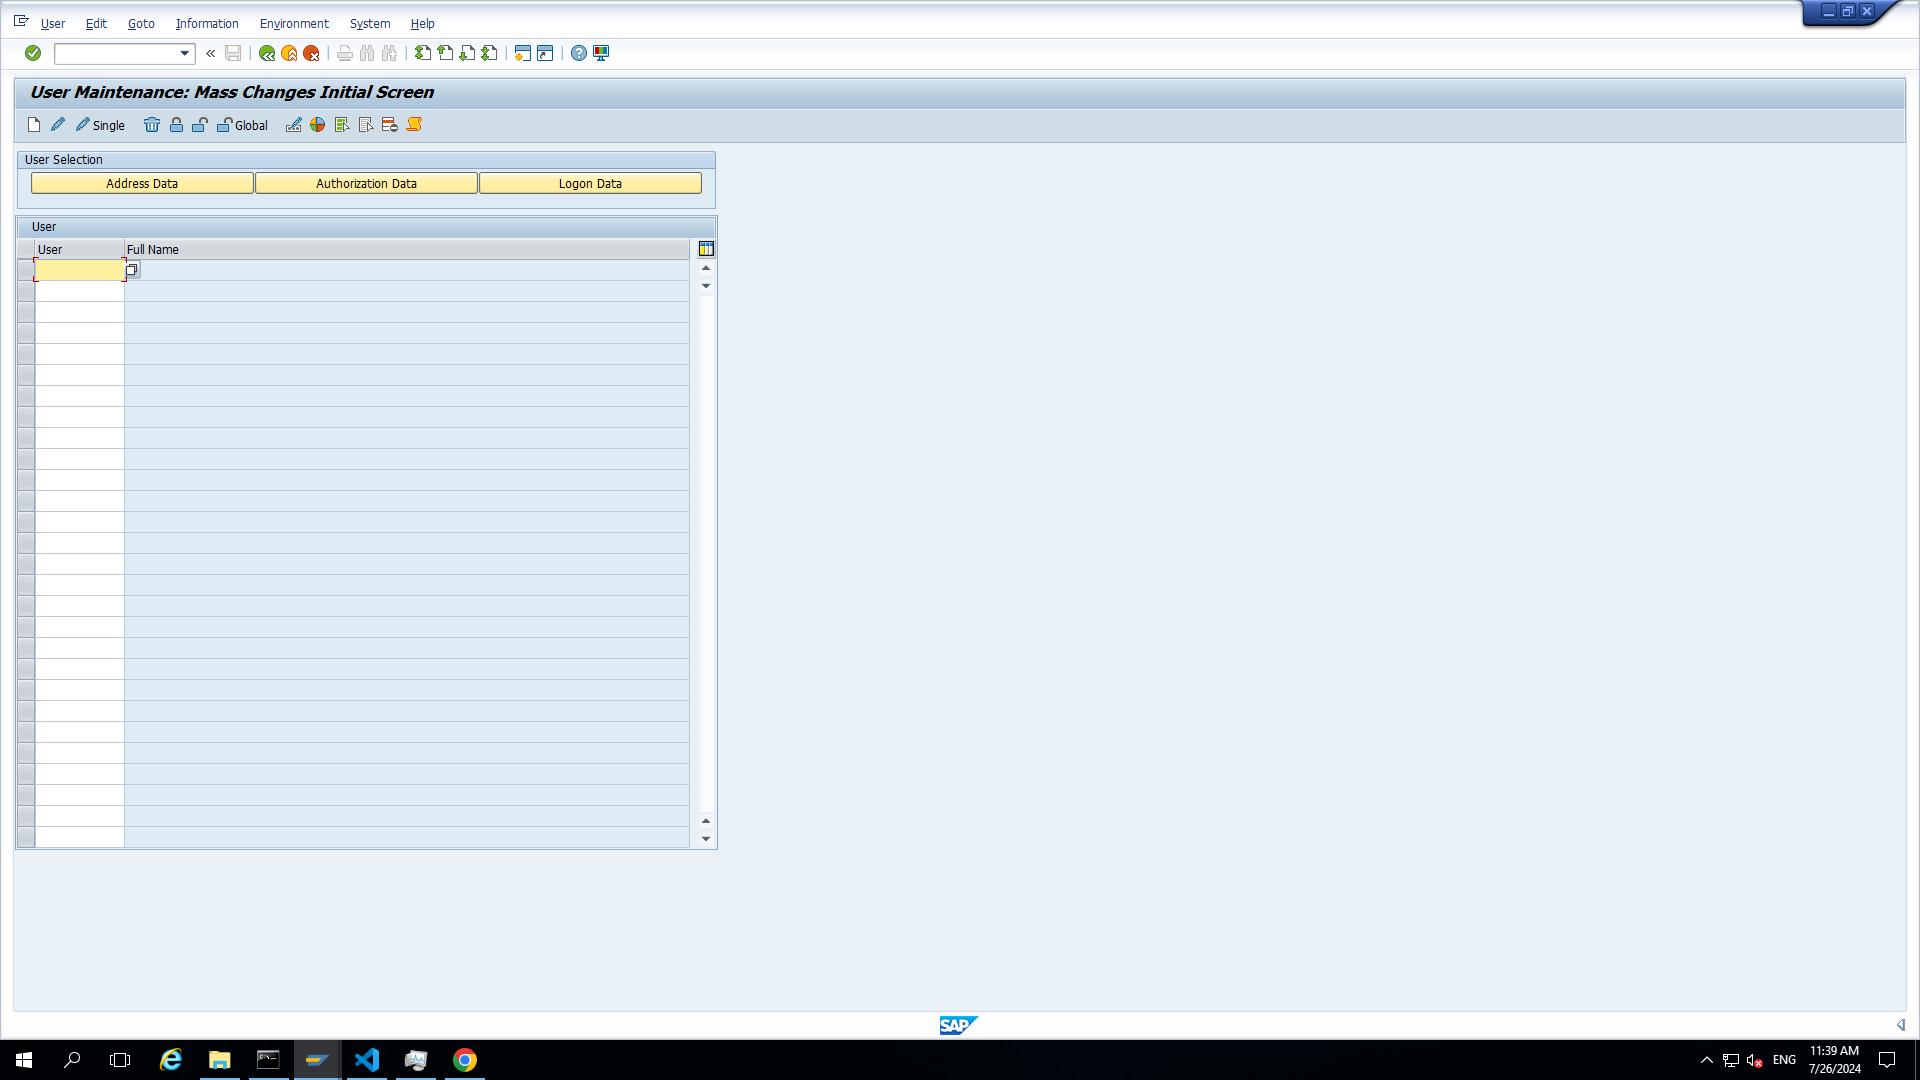 User Edit Goto Information Environment System Help
User Maintenance: Mass Changes Initial Screen
Single Global
User Selection
Address Data Authorization Data Logon Data
User
User Full Name
SAP
ENG
11:39 AM
7/26/2024